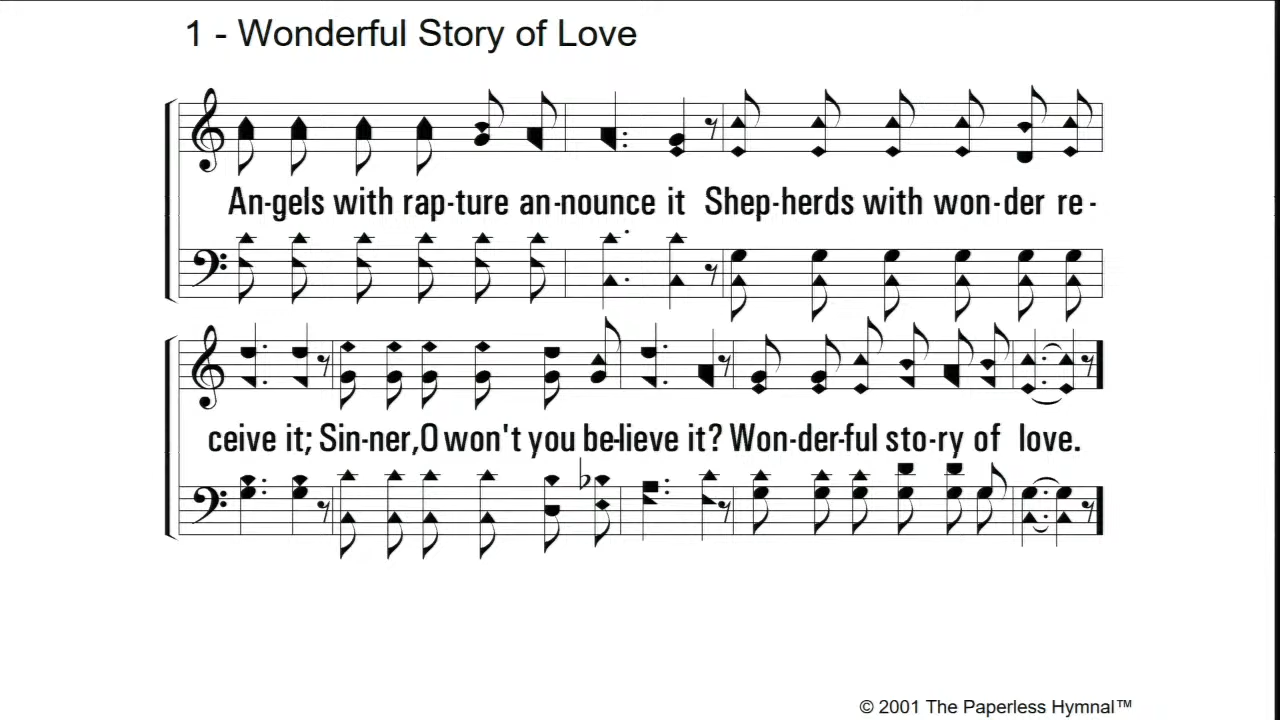 1 - Wonderful Story of Love
An-gels with rap-ture an-nounce it Shep-herds with won-der re-
ceive it; Sin-ner, O won't you be-lieve it? Won-der-ful sto-ry of love.
© 2001 The Paperless Hymnal™